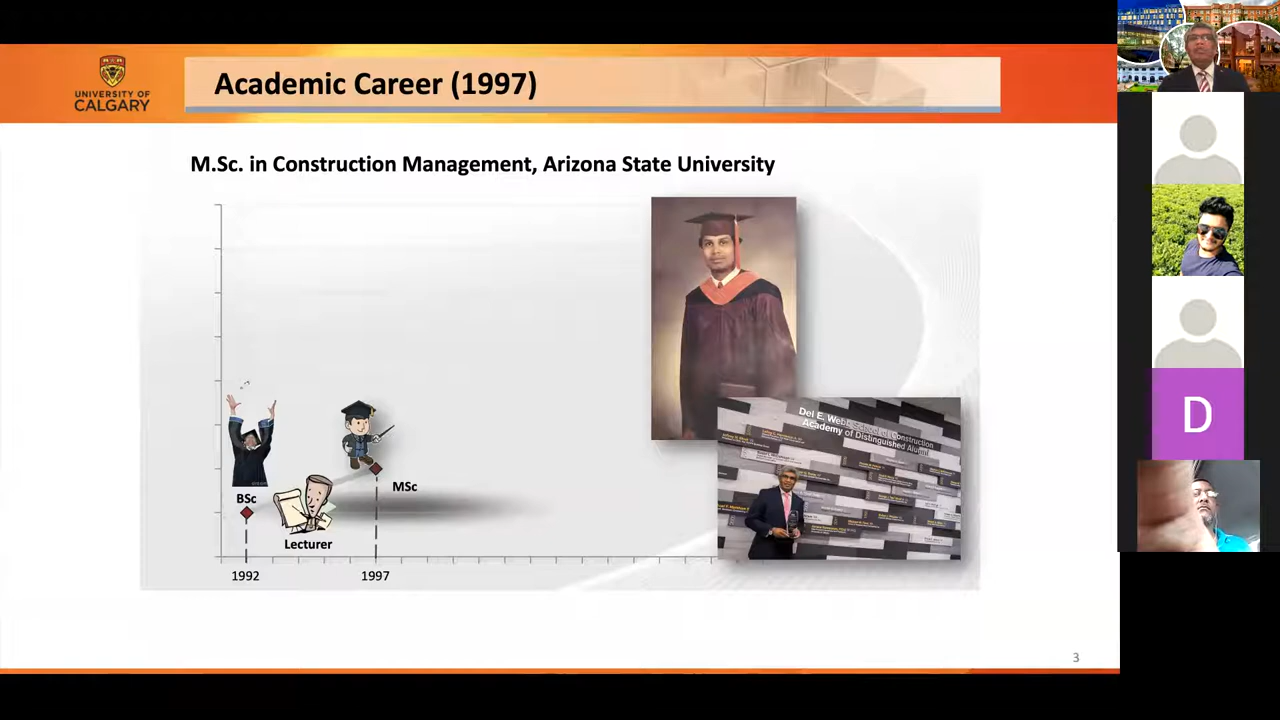 UNIVERSITY OF
CALGARY
Academic Career (1997)
M.Sc. in Construction Management, Arizona State University
Del E. Webb School of Construction
Academy of Distinguished Alumni
BSc
MSc
Lecturer
1992
1997
3
D